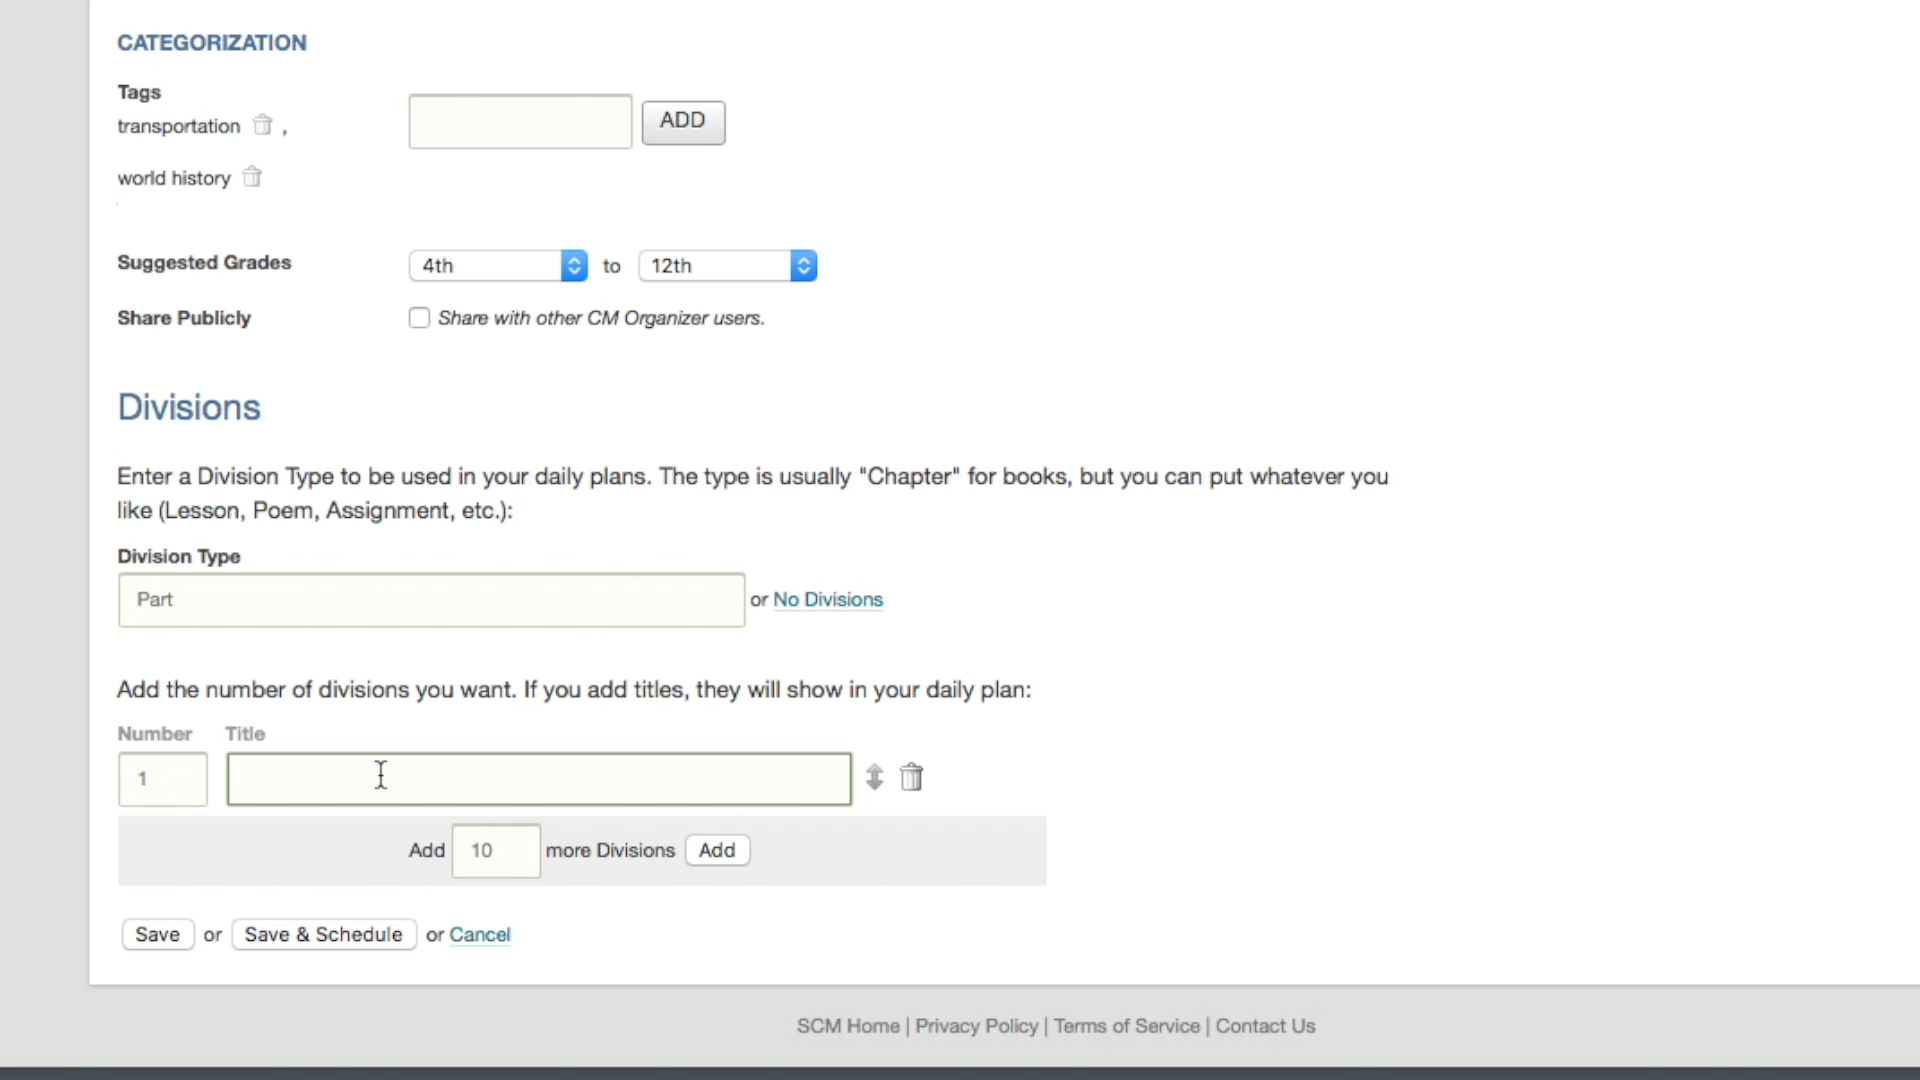 CATEGORIZATION
Tags
transportation ,
ADD
world history
Suggested Grades 4th to 12th
Share Publicly Share with other CM Organizer users.
Divisions
Enter a Division Type to be used in your daily plans. The type is usually "Chapter" for books, but you can put whatever you
like (Lesson, Poem, Assignment, etc.):
Division Type
Part or No Divisions
Add the number of divisions you want. If you add titles, they will show in your daily plan:
Number Title
1
Add 10 more Divisions Add
Save or Save & Schedule or Cancel
SCM Home | Privacy Policy | Terms of Service | Contact Us